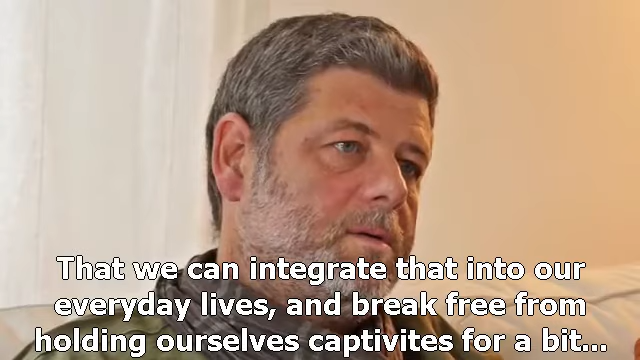 That we can integrate that into our
everyday lives, and break free from
holding ourselves captivites for a bit...